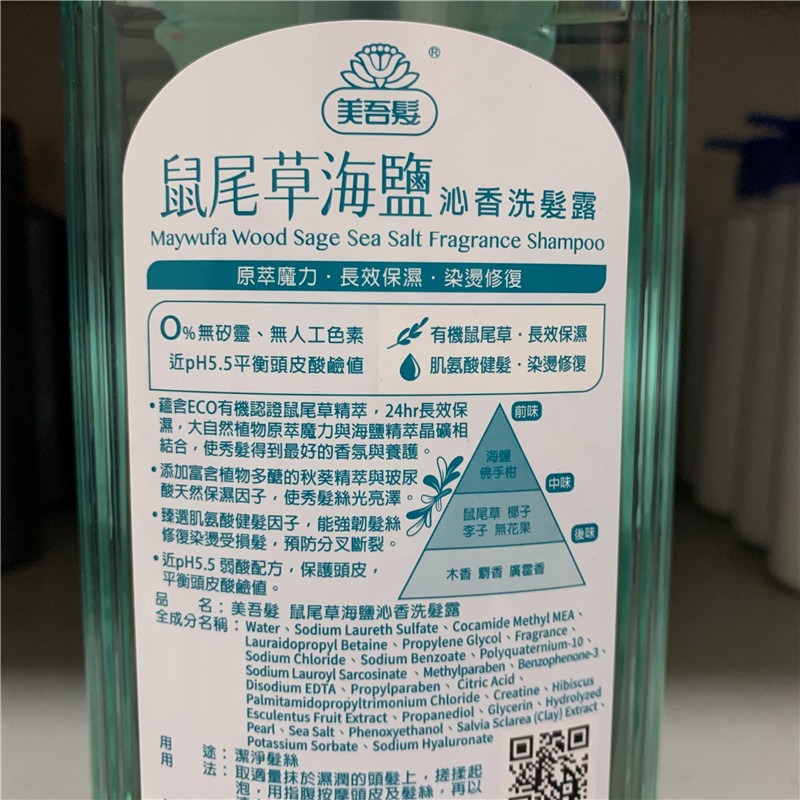 ®
美吾髮
鼠尾草海鹽沁香洗髮露
Maywufa Wood Sage Sea Salt Fragrance Shampoo
原萃魔力·長效保濕·染燙修復
0%無矽靈、無人工色素
近pH5.5平衡頭皮酸鹼值
有機鼠尾草·長效保濕
肌氨酸健髮·染燙修復
•蘊含ECO有機認證鼠尾草精萃，24hr長效保
濕，大自然植物原萃魔力與海鹽精萃晶礦相
結合，使秀髮得到最好的香氛與養護。
•添加富含植物多醣的秋葵精萃與玻尿
酸天然保濕因子，使秀髮絲光亮澤。
•臻選肌氨酸健髮因子，能強韌髮絲
修復染燙受損髮，預防分叉斷裂。
•近pH5.5 弱酸配方，保護頭皮，
平衡頭皮酸鹼值。
前味
海鹽
佛手柑
中味
鼠尾草 椰子
李子 無花果
後味
木香 麝香 廣霍香
品 名：美吾髮 鼠尾草海鹽沁香洗髮露
全成分名稱：Water、Sodium Laureth Sulfate、Cocamide Methyl MEA、
Lauraidopropyl Betaine、Propylene Glycol、Fragrance、
Sodium Chloride、Sodium Benzoate、Polyquaternium-10、
Sodium Lauroyl Sarcosinate、Methylparaben、Benzophenone-3、
Disodium EDTA、Propylparaben、Citric Acid、
Palmitamidopropyltrimonium Chloride、Creatine、Hibiscus
Esculentus Fruit Extract、Propanediol、Glycerin、Hydrolyzed
Pearl、Sea Salt、Phenoxyethanol、Salvia Sclarea (Clay) Extract、
Potassium Sorbate、Sodium Hyaluronate
用 途：潔淨髮絲
用 法：取適量抹於濕潤的頭髮上，搓揉起
泡，用指腹按摩頭皮及髮絲，再以